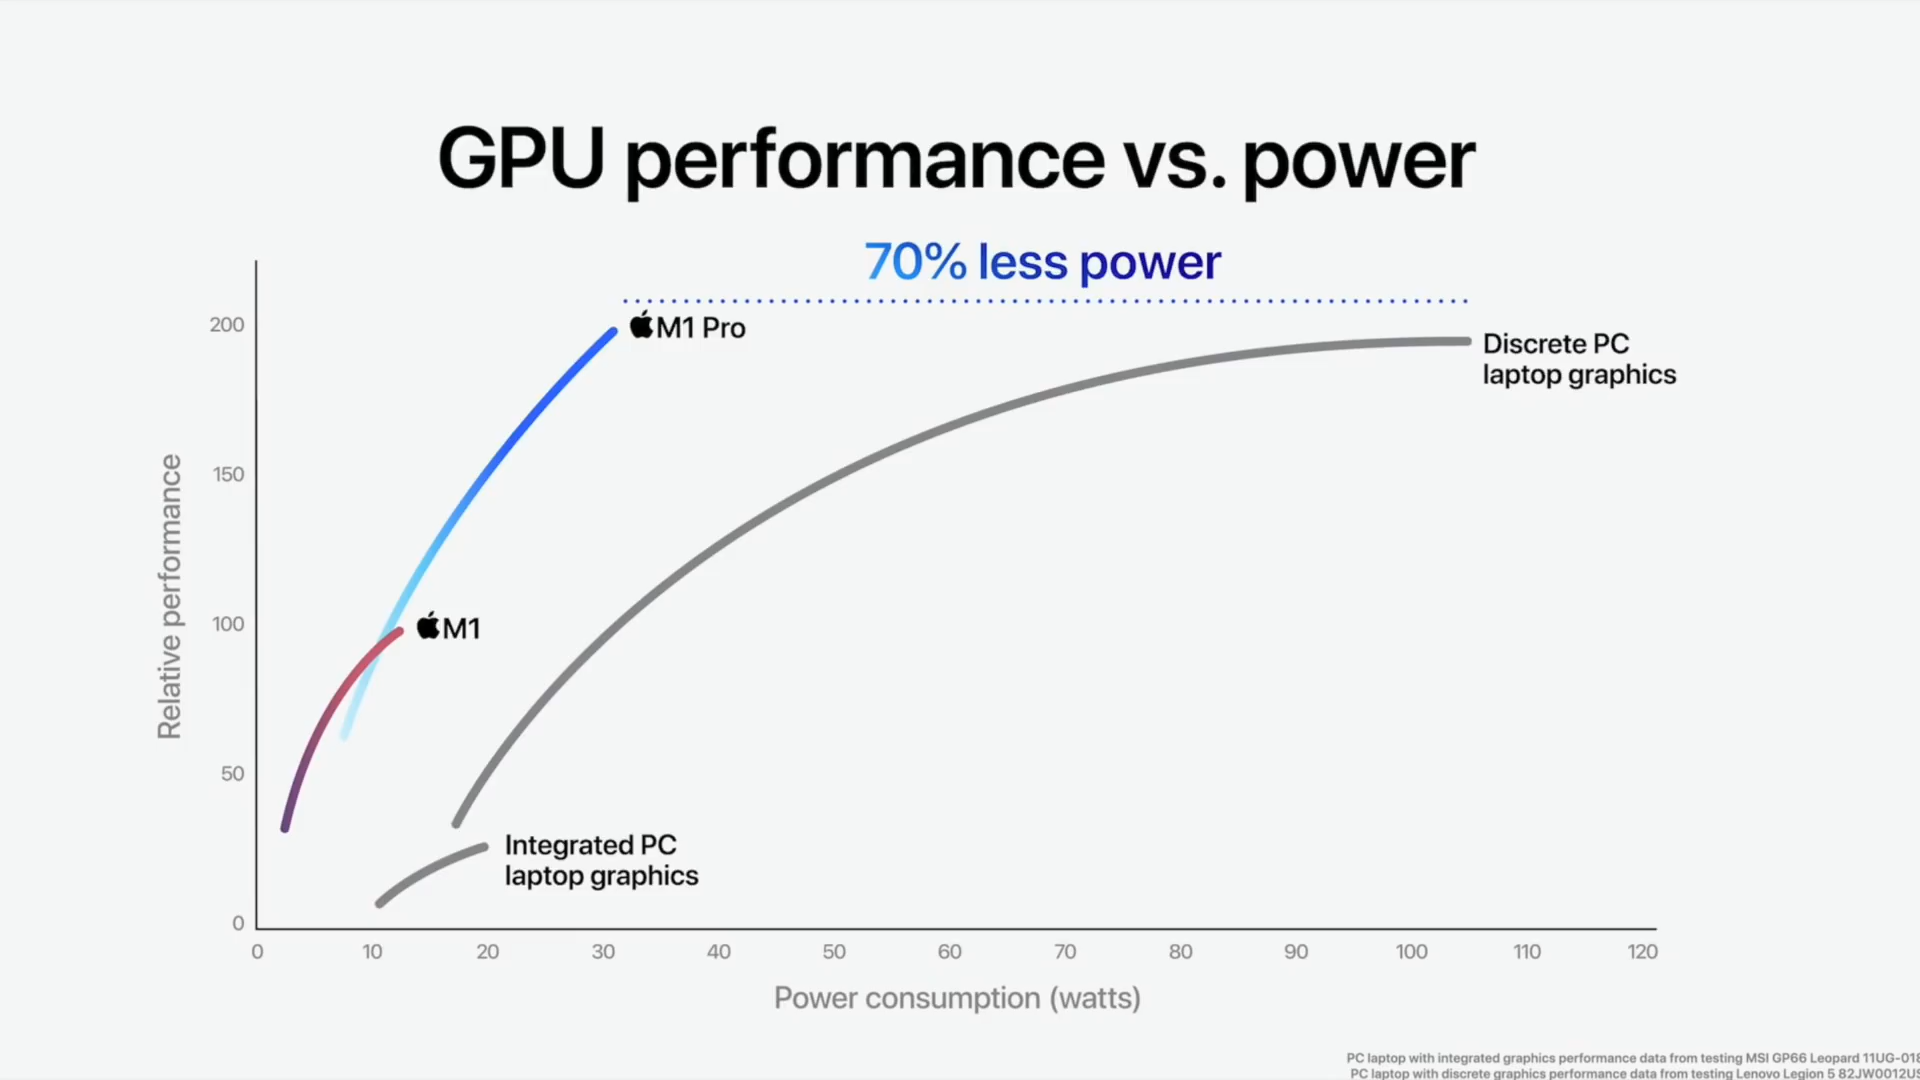 GPU performance vs. power
70% less power
M1 Pro
Discrete PC
laptop graphics
M1
Integrated PC
laptop graphics
Relative performance
200
150
100
50
0
0 10 20 30 40 50 60 70 80 90 100 110 120
Power consumption (watts)
PC laptop with integrated graphics performance data from testing MSI GP66 Leopard 11UG-018
PC laptop with discrete graphics performance data from testing Lenovo Legion 5 82JW0012US